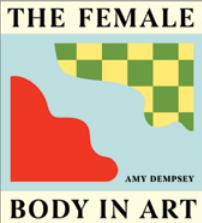 THE FEMALE
AMY DEMPSEY
BODY IN ART